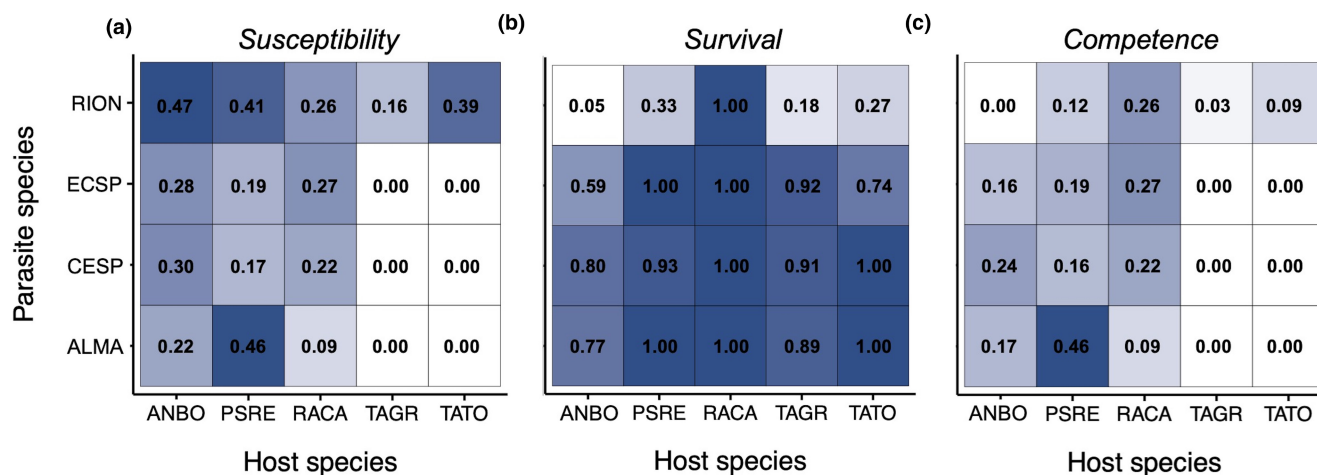 (a) Susceptibility (b) Survival (c) Competence
Parasite species
RION 0.47 0.41 0.26 0.16 0.39 0.05 0.33 1.00 0.18 0.27 0.00 0.12 0.26 0.03 0.09
ECSP 0.28 0.19 0.27 0.00 0.00 0.59 1.00 1.00 0.92 0.74 0.16 0.19 0.27 0.00 0.00
CESP 0.30 0.17 0.22 0.00 0.00 0.80 0.93 1.00 0.91 1.00 0.24 0.16 0.22 0.00 0.00
ALMA 0.22 0.46 0.09 0.00 0.00 0.77 1.00 1.00 0.89 1.00 0.17 0.46 0.09 0.00 0.00
ANBO PSRE RACA TAGR TATO ANBO PSRE RACA TAGR TATO ANBO PSRE RACA TAGR TATO
Host species Host species Host species